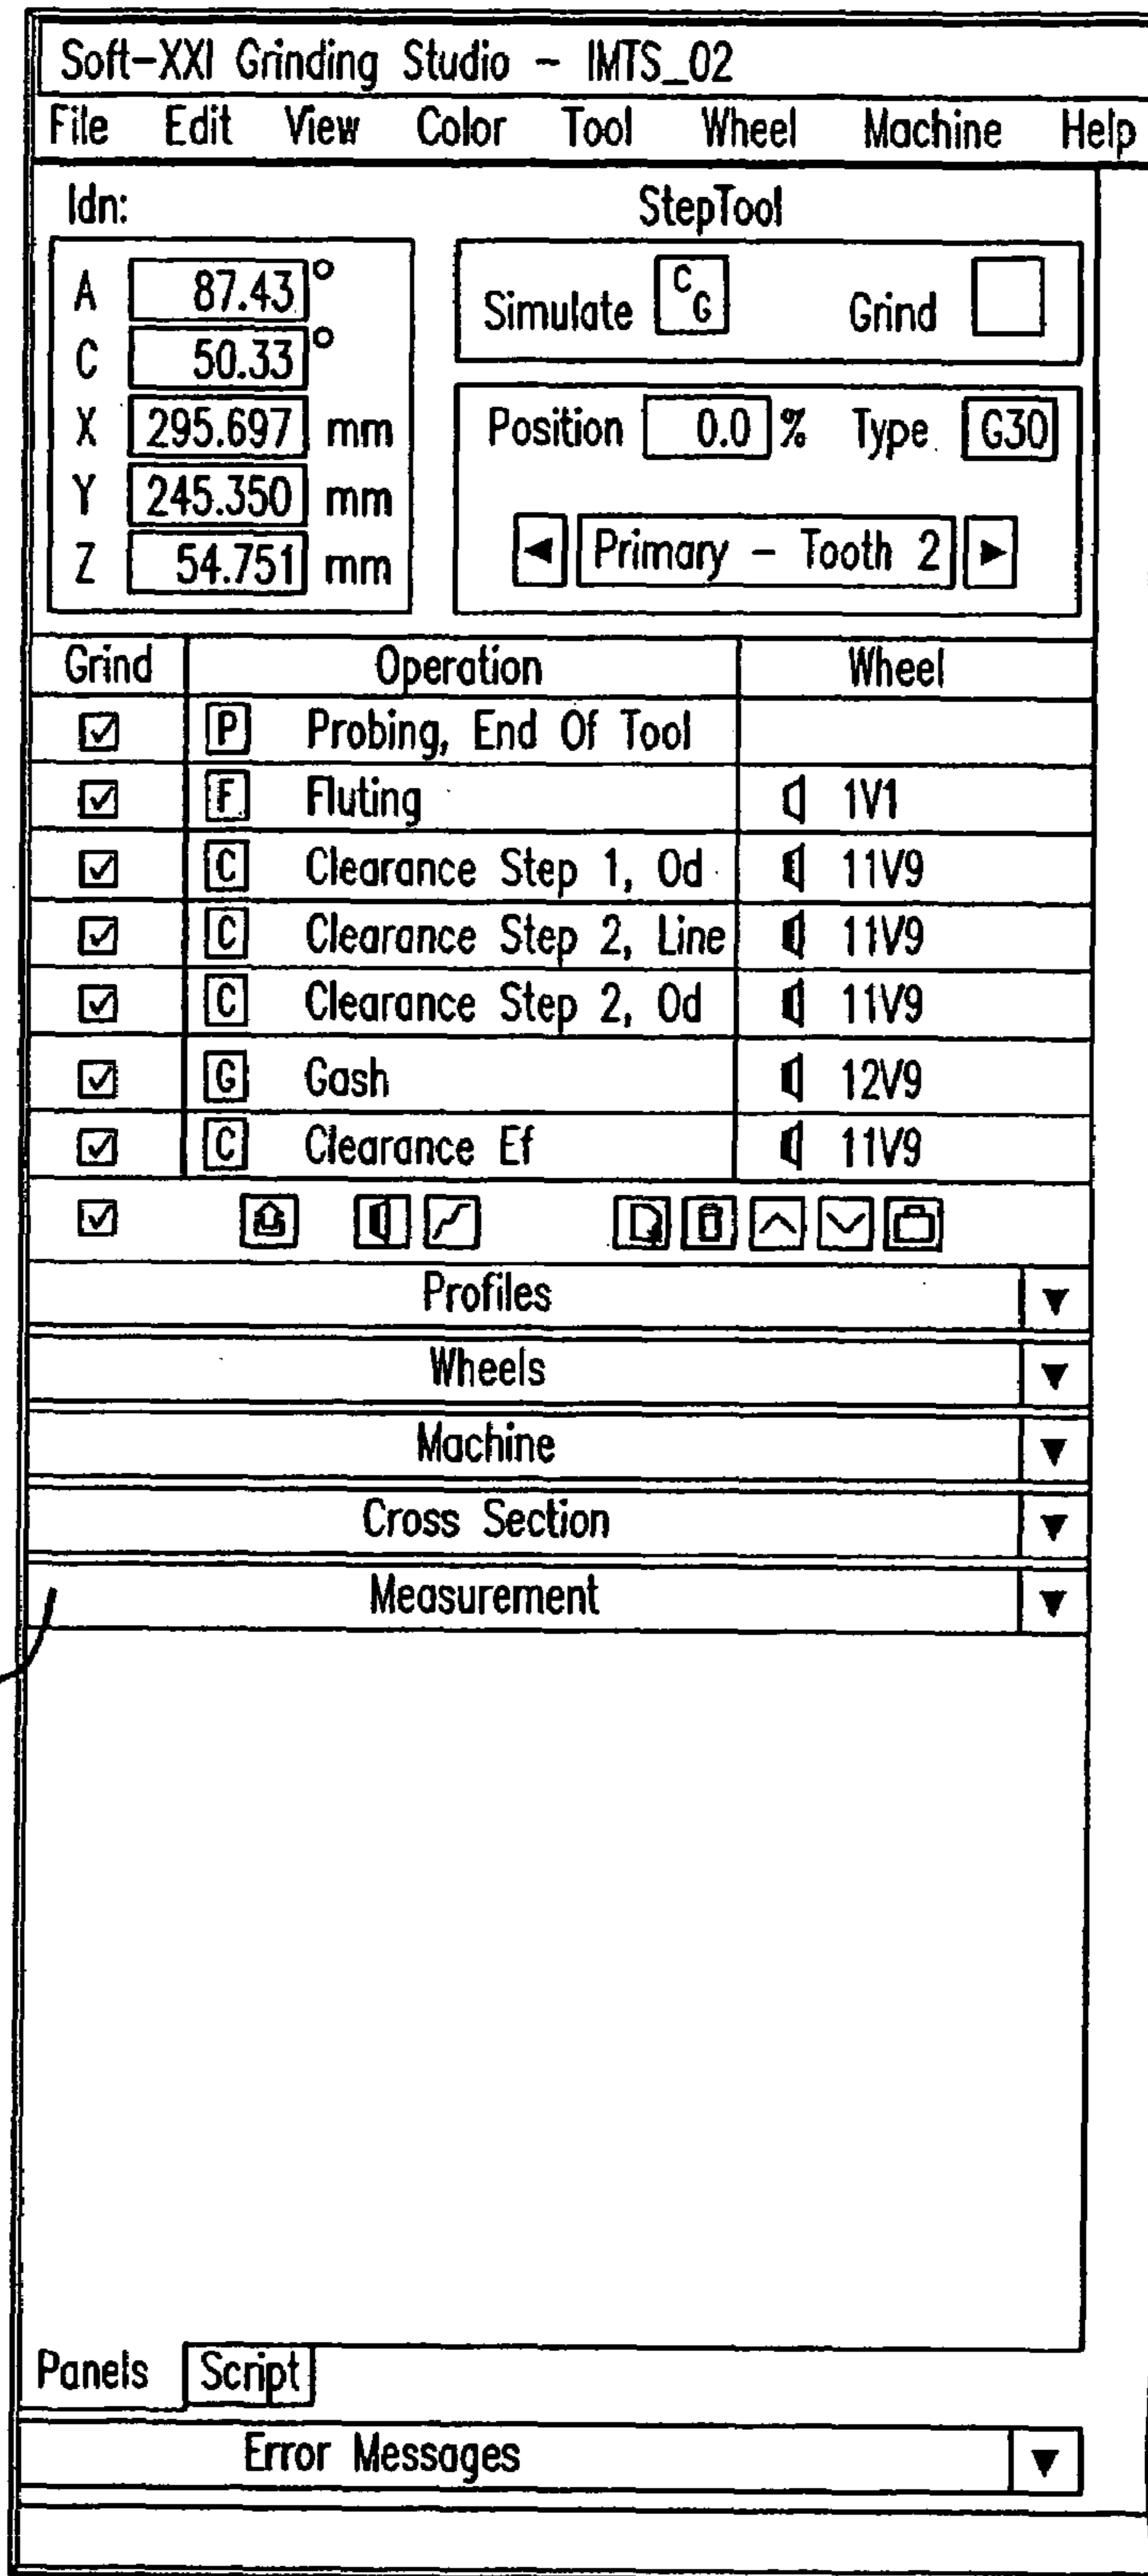 Soft-XXI Grinding Studio - IMTS_02
File Edit View Color Tool Wheel Machine Help
Idn: StepTool
A 87.43°
C 50.33°
X 295.697 mm
Y 245.350 mm
Z 54.751 mm
Simulate CG Grind
Position 0.0 % Type G30
Primary - Tooth 2
Grind Operation Wheel
P Probing, End Of Tool
F Fluting 1V1
C Clearance Step 1, Od 11V9
C Clearance Step 2, Line 11V9
C Clearance Step 2, Od 11V9
G Gash 12V9
C Clearance Ef 11V9
Profiles
Wheels
Machine
Cross Section
Measurement
Panels Script
Error Messages